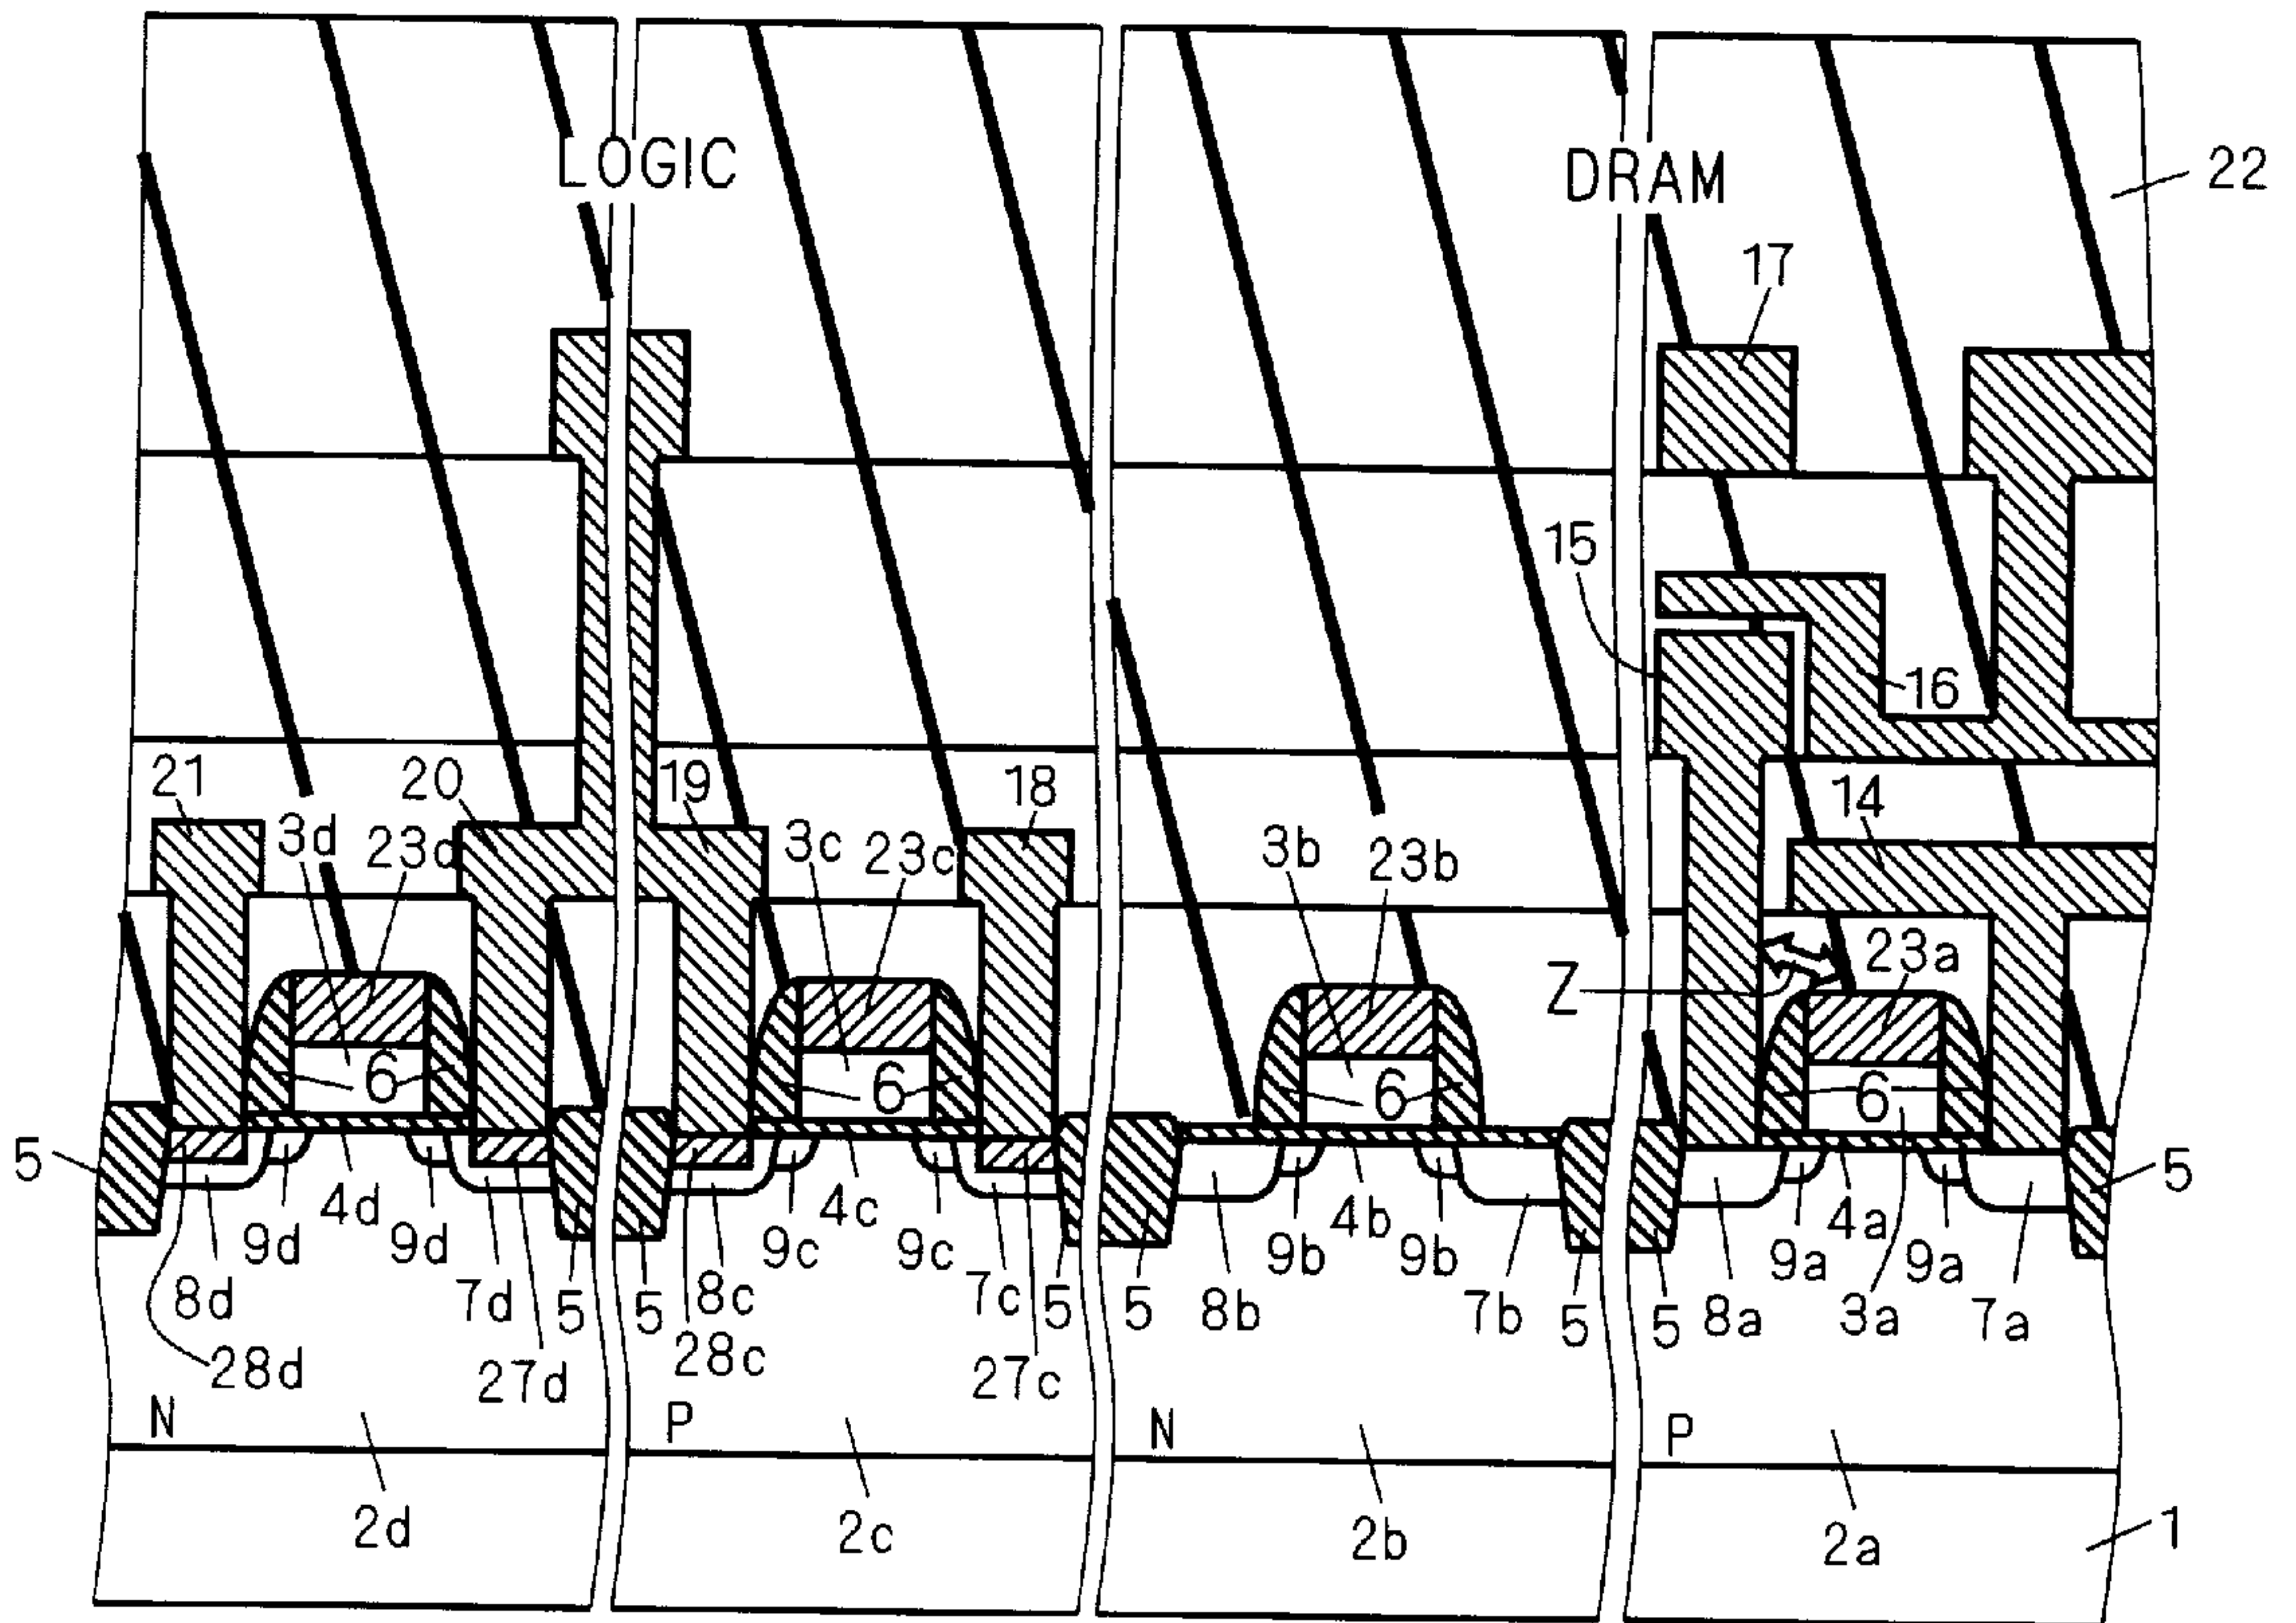 LOGIC DRAM
22
17
15
16
21 20 19 18 14
3d 23d 3c 23c 3b 23b 23a
Z
6 6 6 6
5 5
9d 4d 9d 9c 4c 9c 9b 4b 9b 9a 4a 9a
8d 7d 5 5 8c 7c 5 5 8b 7b 5 5 8a 3a 7a
28d 27d 28c 27c
N P N P
2d 2c 2b 2a 1